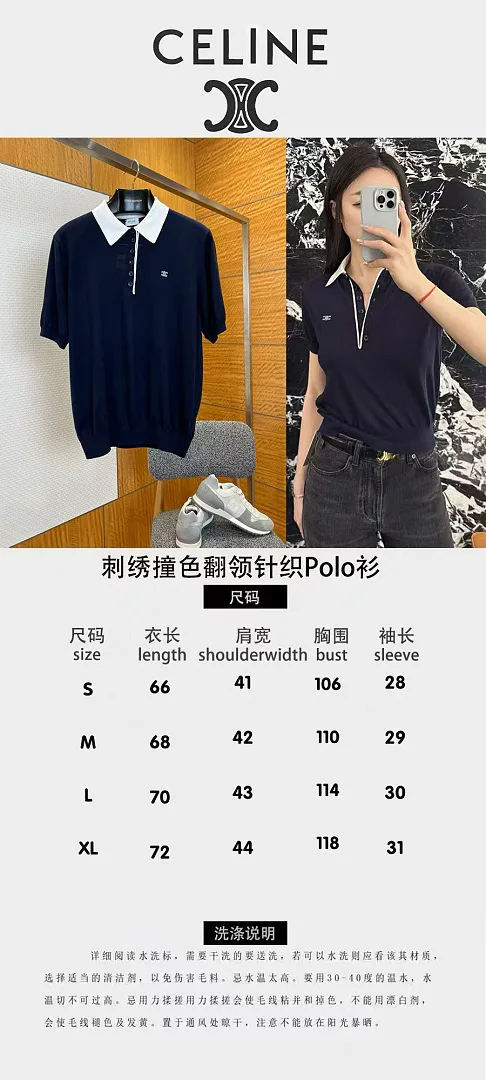 CELINE
刺绣撞色翻领针织Polo衫
尺码
尺码 衣长 肩宽 胸围 袖长
size length shoulderwidth bust sleeve
S 66 41 106 28
M 68 42 110 29
L 70 43 114 30
XL 72 44 118 31
洗涤说明
详细阅读水洗标，需要干洗的要送洗，若可以水洗则应看该其材质，
选择适当的清洁剂，以免伤害毛料。忌水温太高。要用30-40度的温水，水
温切不可过高。忌用力揉搓用力揉搓会使毛线粘并和掉色，不能用漂白剂，
会使毛线褪色及发黄。置于通风处晾干，注意不能放在阳光暴晒。